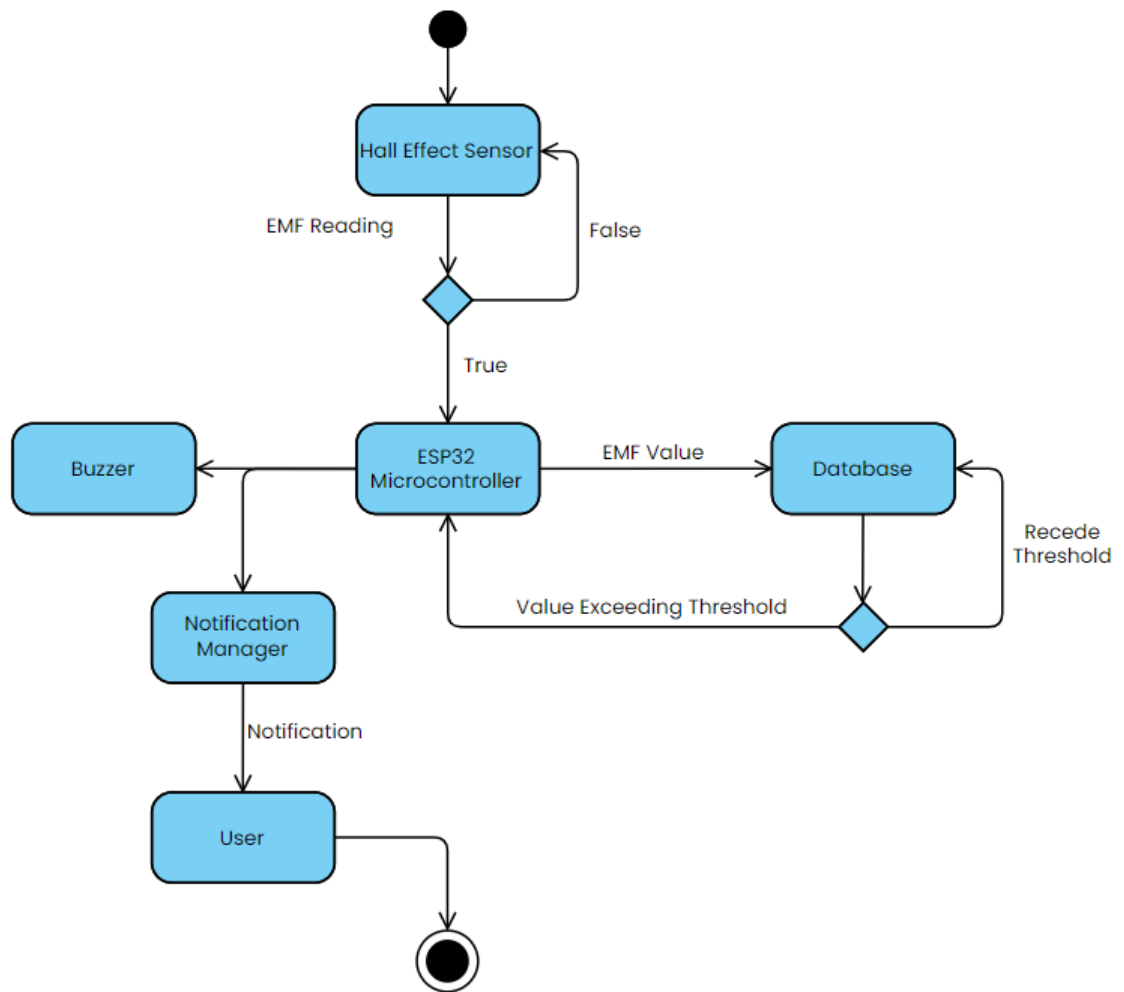 Hall Effect Sensor
EMF Reading
False
True
Buzzer
ESP32
Microcontroller
EMF Value
Database
Recede
Threshold
Value Exceeding Threshold
Notification
Manager
Notification
User